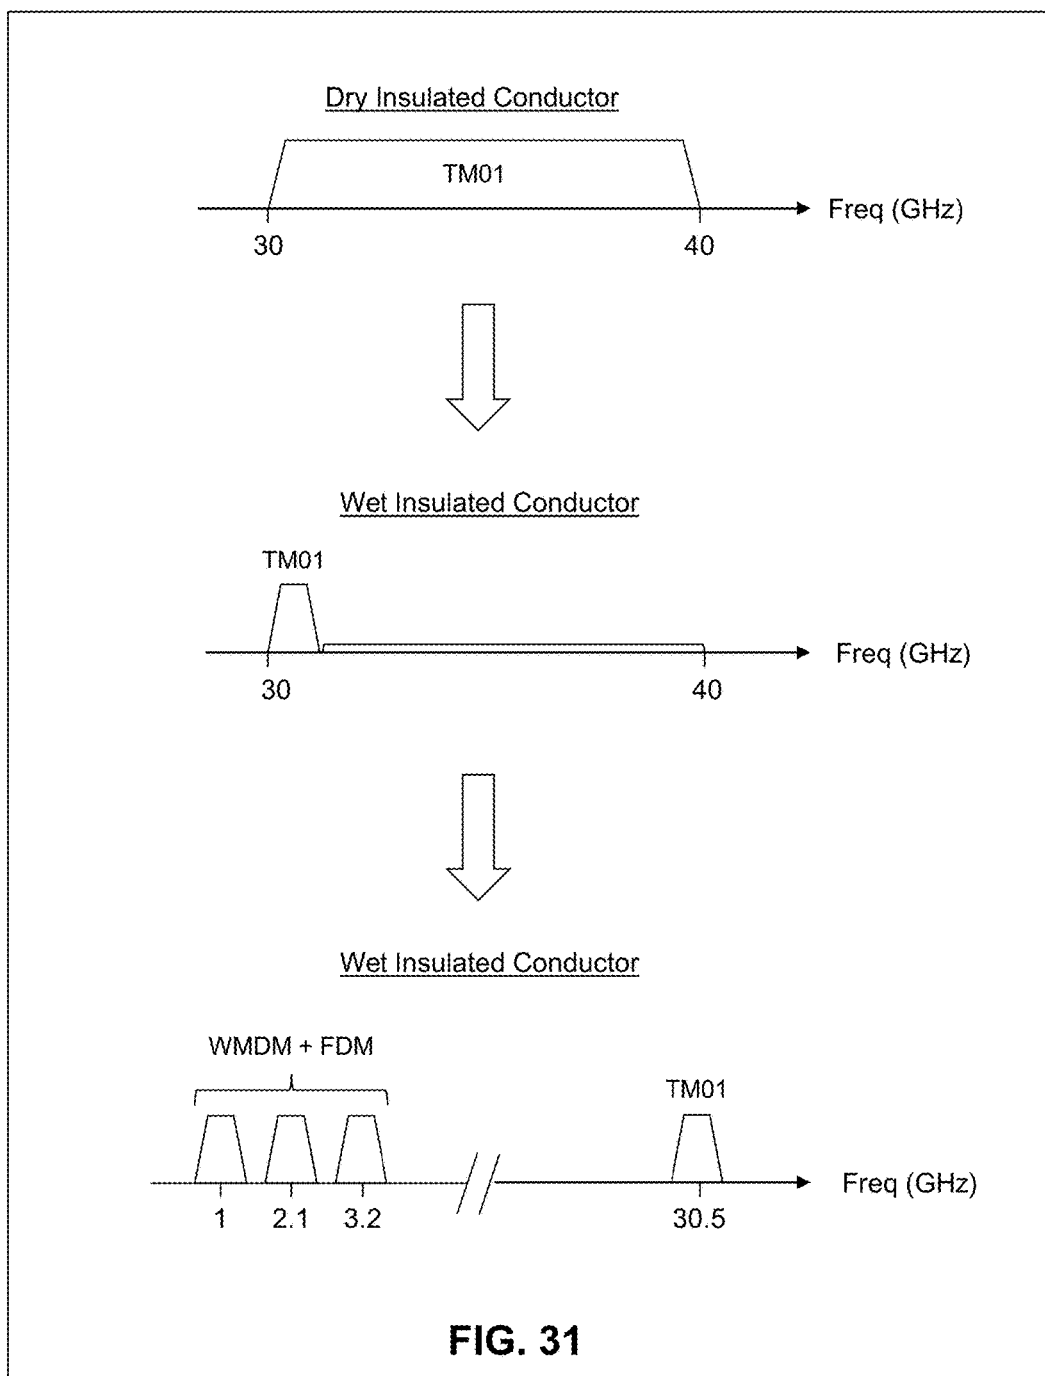 Dry Insulated Conductor
TM01
Freq (GHz)
30
40
Wet Insulated Conductor
TM01
Freq (GHz)
30
40
Wet Insulated Conductor
WMDM + FDM
TM01
Freq (GHz)
1
2.1
3.2
30.5
FIG. 31